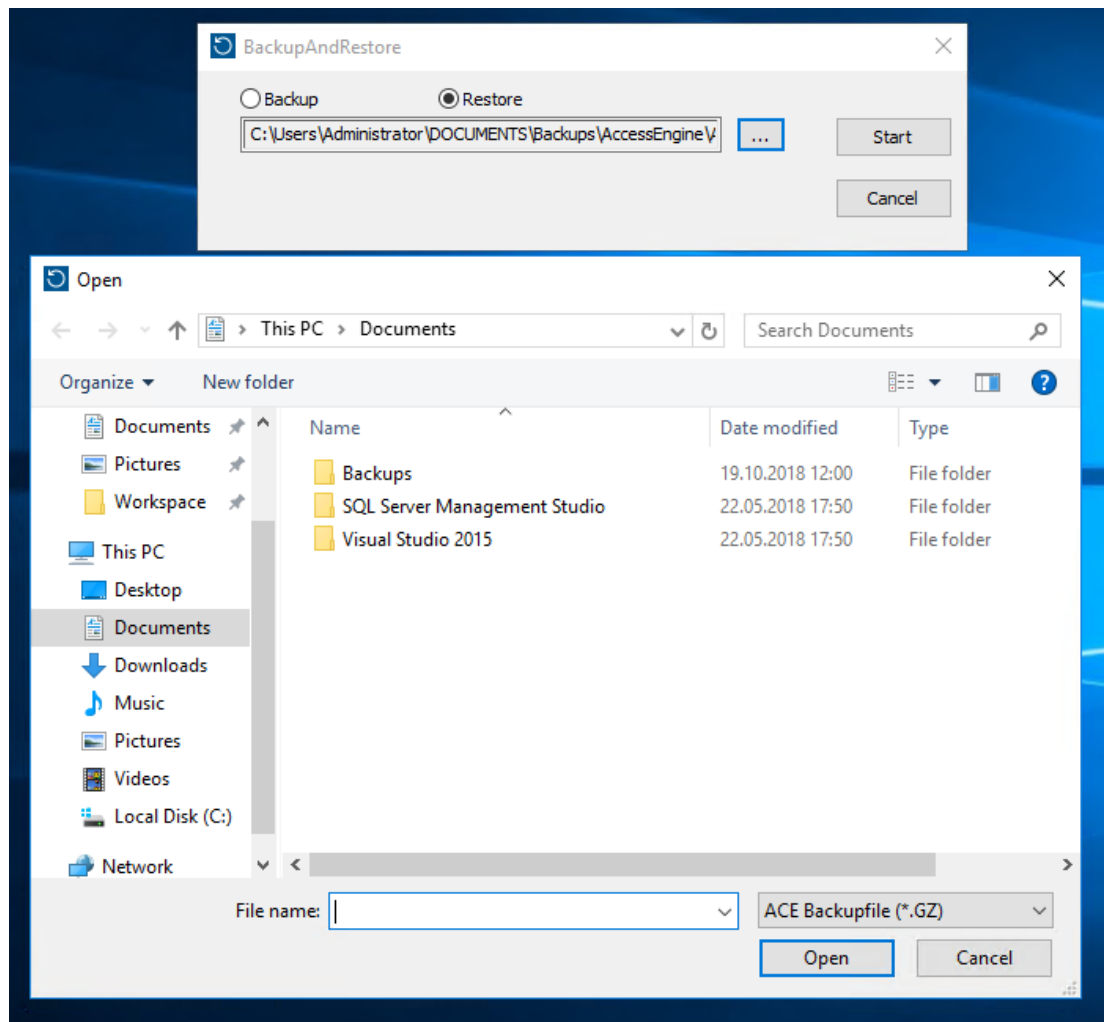 BackupAndRestore
Backup Restore
C:\Users\Administrator\DOCUMENTS\Backups\AccessEngine\
... Start
Cancel
Open
This PC > Documents
Search Documents
Organize New folder
?
Documents
Pictures
Workspace
This PC
Desktop
Documents
Downloads
Music
Pictures
Videos
Local Disk (C:)
Network
Name Date modified Type
Backups 19.10.2018 12:00 File folder
SQL Server Management Studio 22.05.2018 17:50 File folder
Visual Studio 2015 22.05.2018 17:50 File folder
File name: ACE Backupfile (*.GZ)
Open Cancel